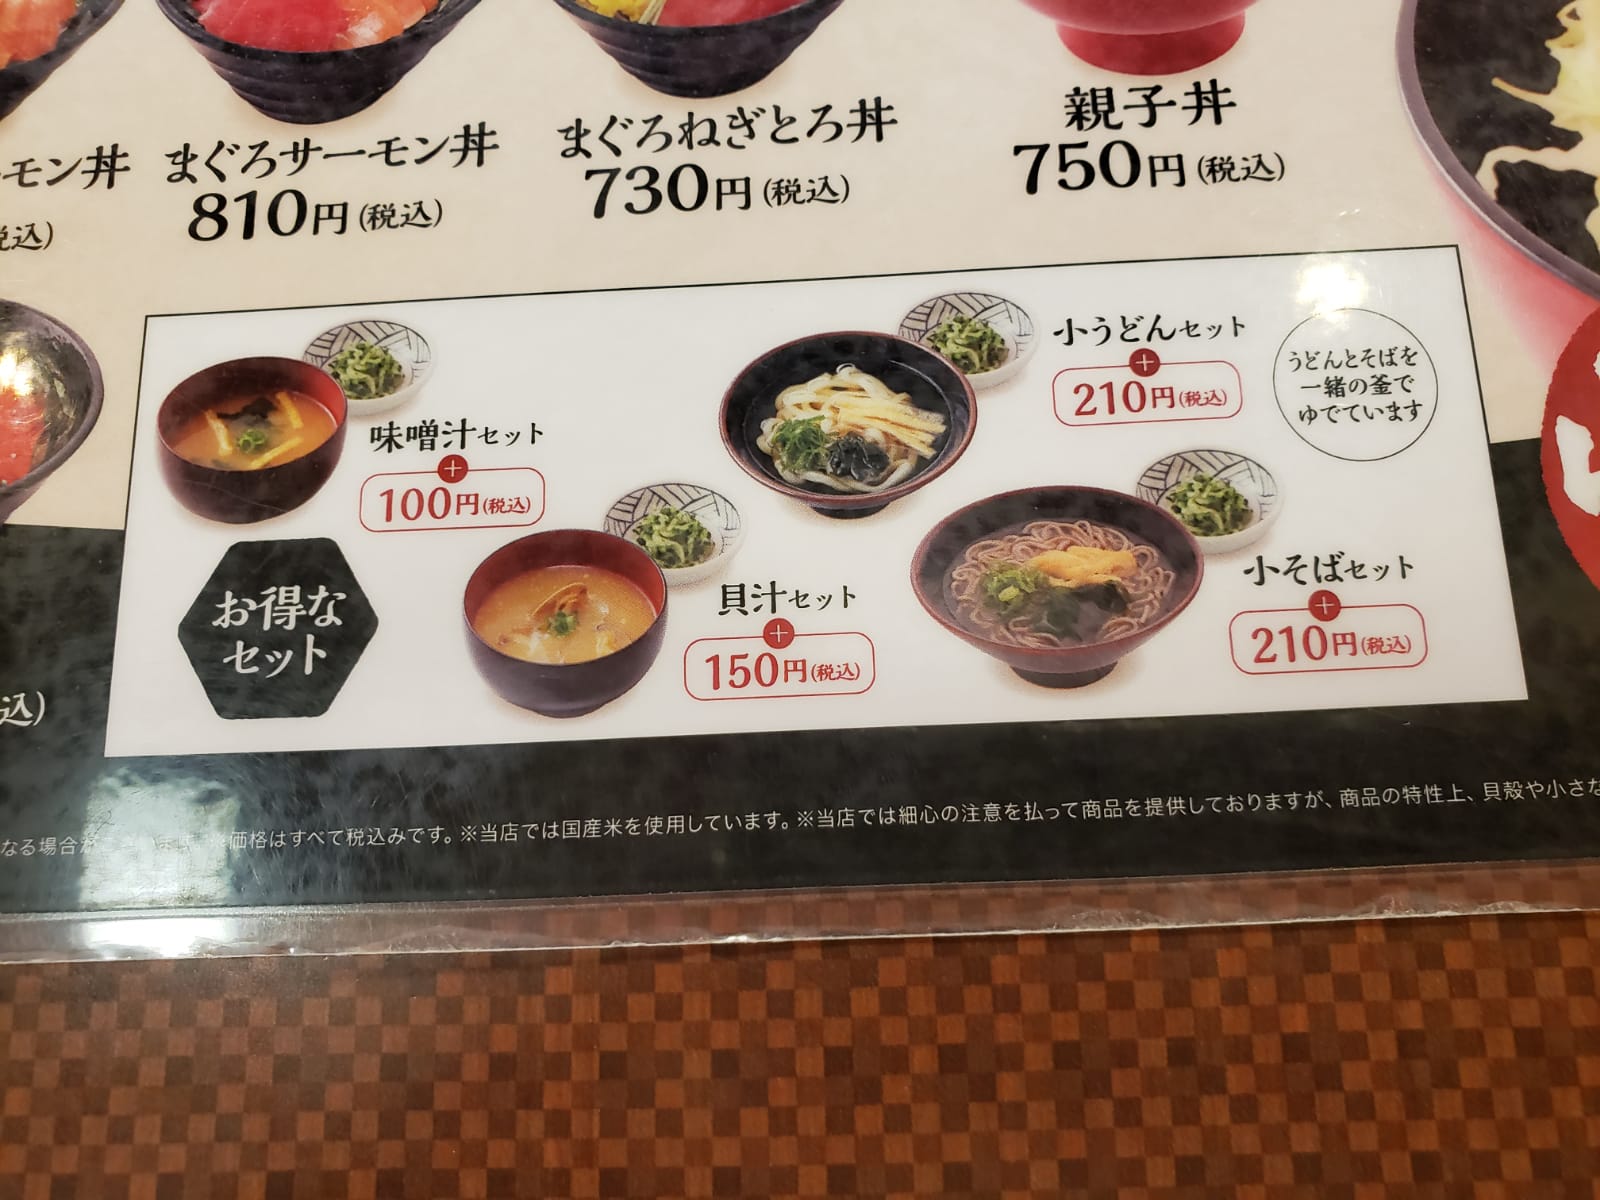 モン丼
税込)
まぐろサーモン丼
810円(税込)
まぐろねぎとろ丼
730円(税込)
親子丼
750円(税込)
味噌汁セット
+
100円(税込)
お得な
セット
貝汁セット
+
150円(税込)
小うどんセット
+
210円(税込)
うどんとそばを
一緒の釜で
ゆでています
小そばセット
+
210円(税込)
込)
なる場合が ※価格はすべて税込みです。※当店では国産米を使用しています。※当店では細心の注意を払って商品を提供しておりますが、商品の特性上、貝殻や小さな